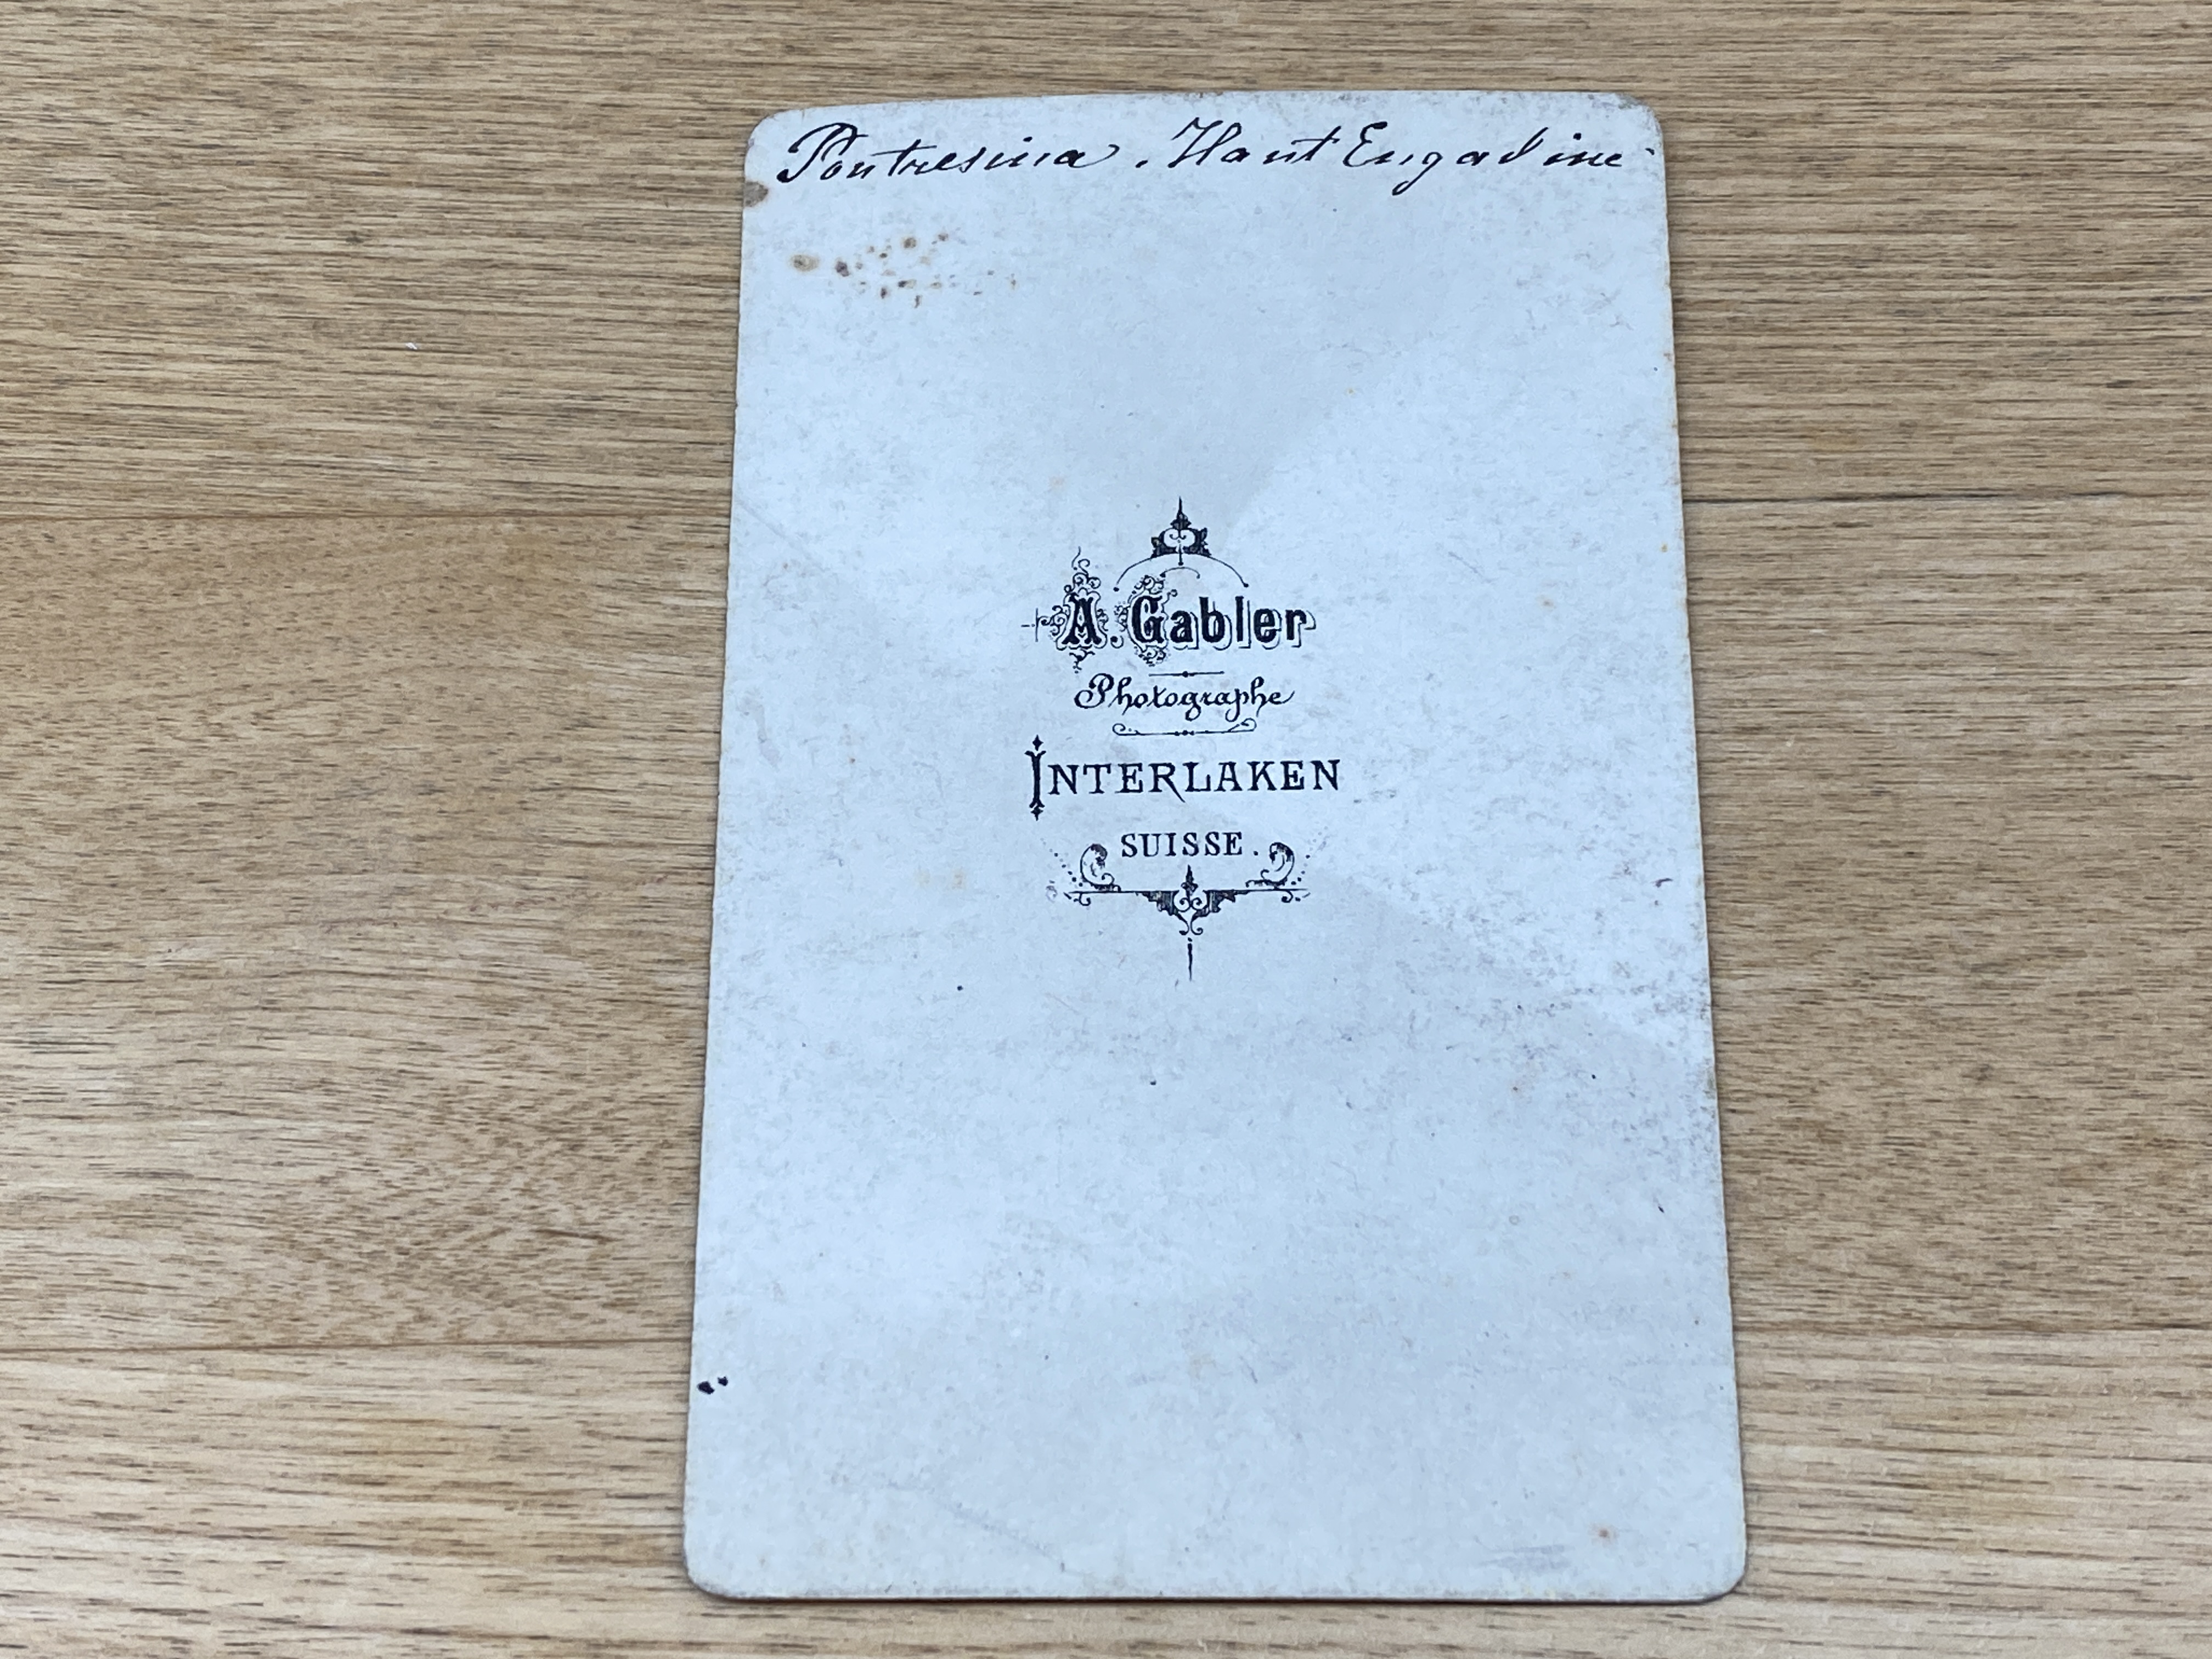 Pontresina. Haut Engadine
A. Gabler
Photographe
INTERLAKEN
SUISSE.